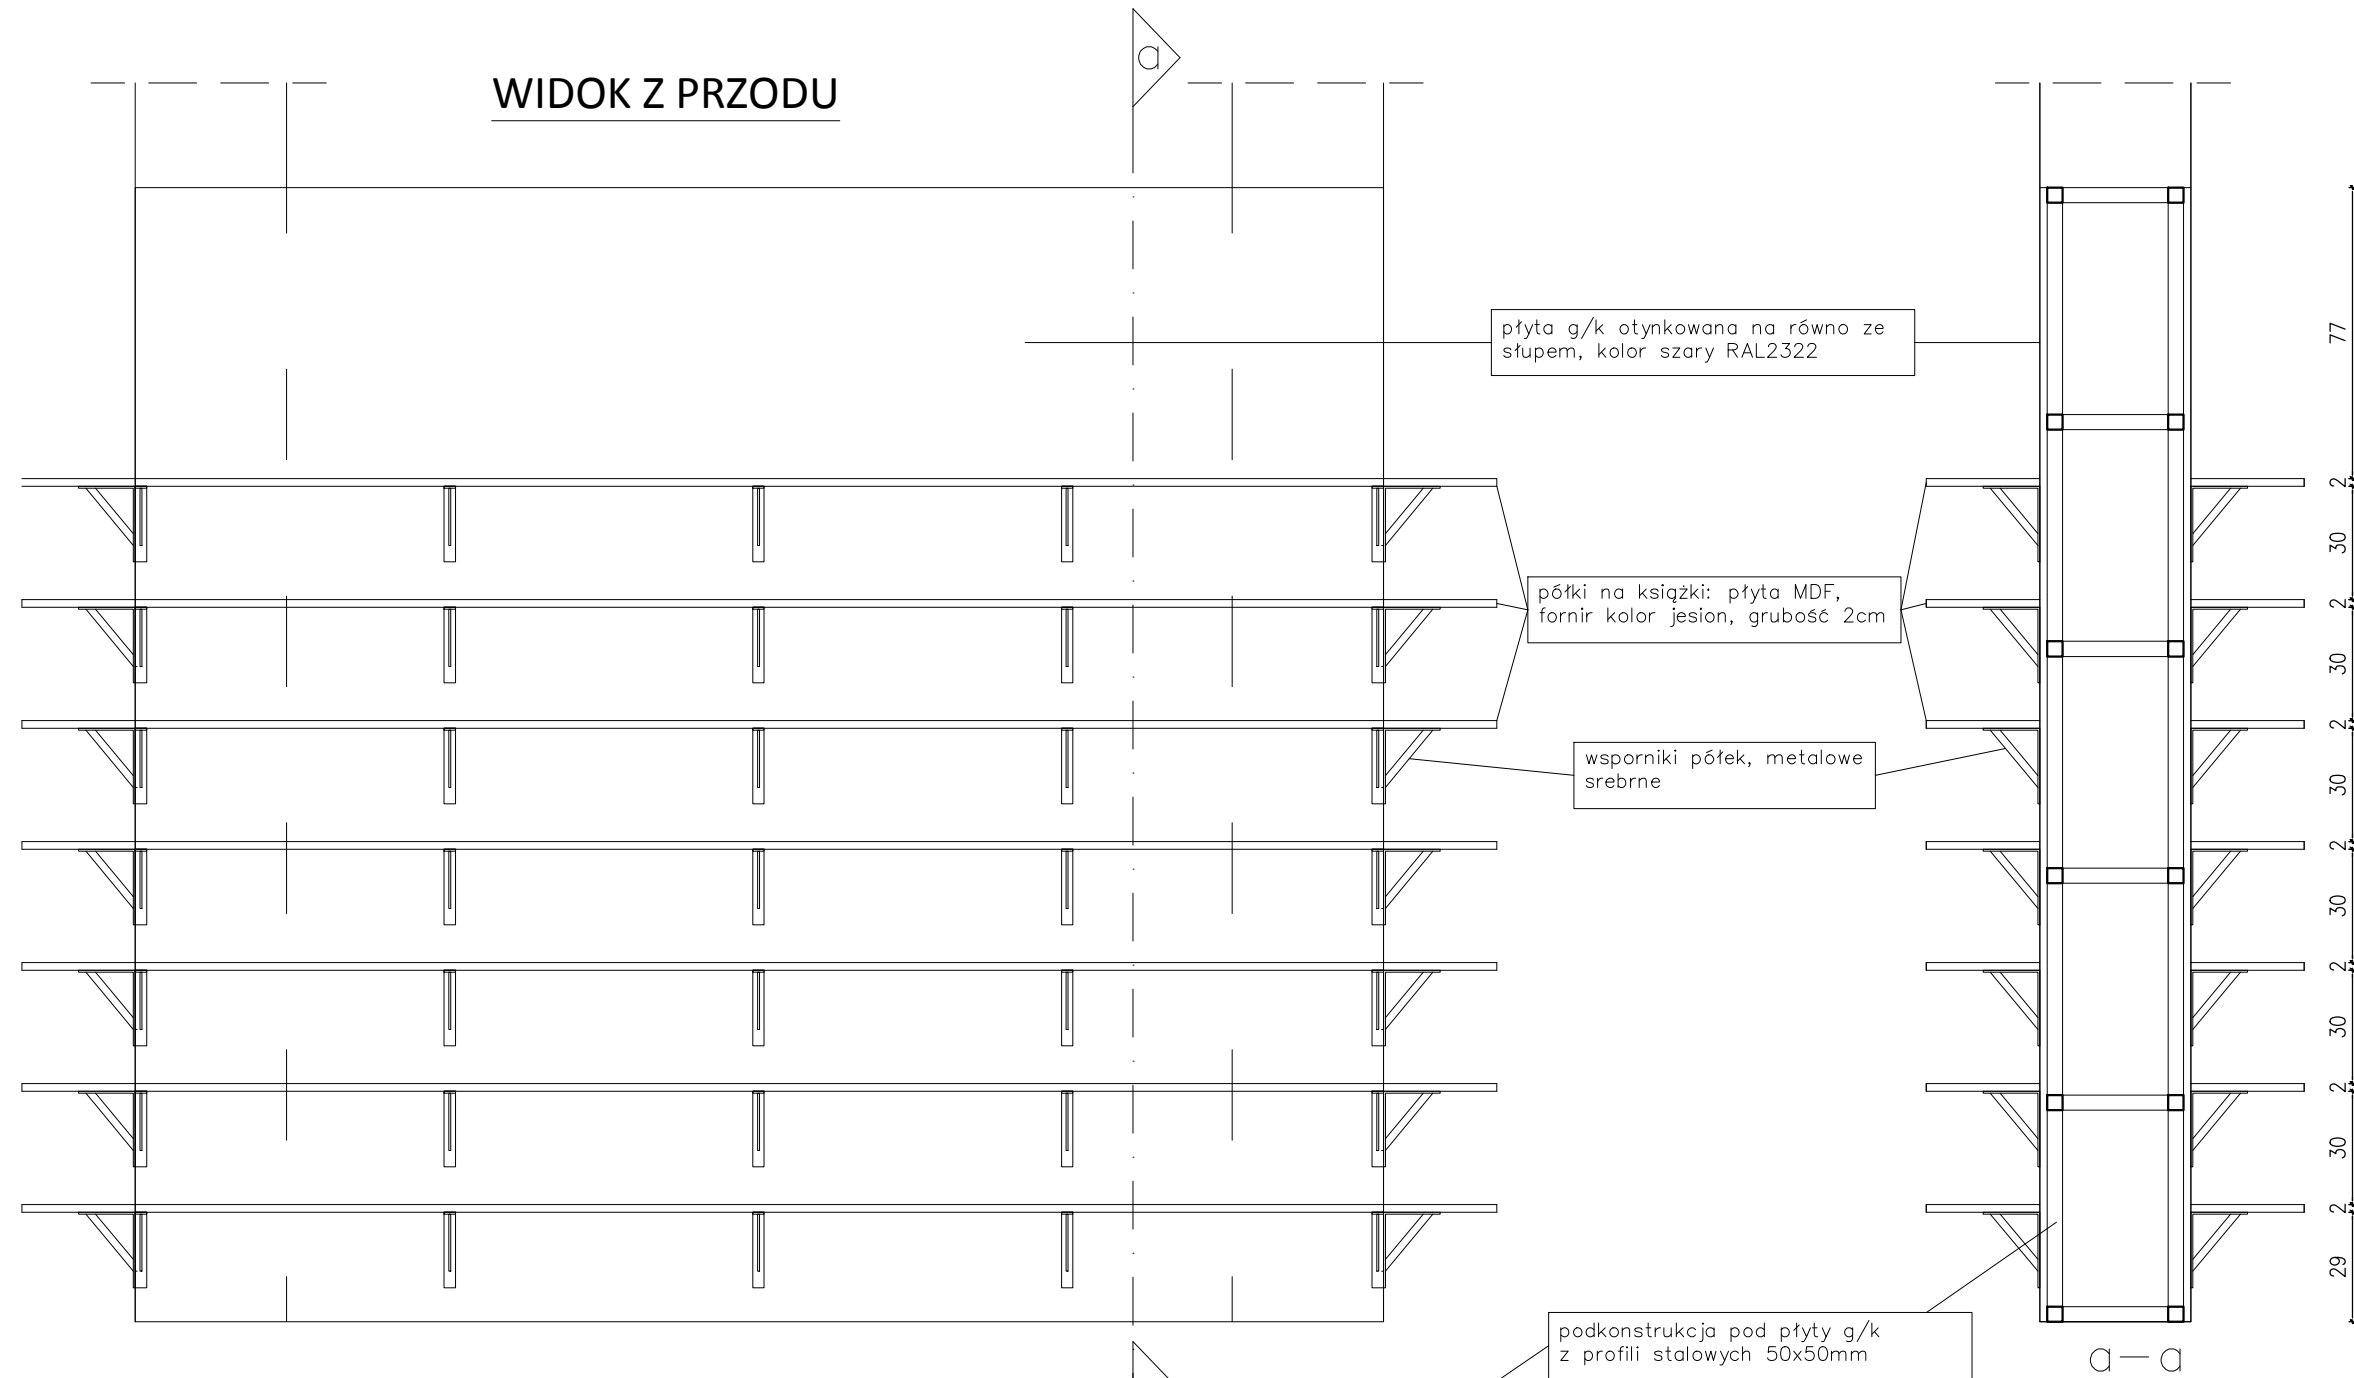 WIDOK Z PRZODU
a
płyta g/k otynkowana na równo ze
słupem, kolor szary RAL2322
półki na książki: płyta MDF,
fornir kolor jesion, grubość 2cm
wsporniki półek, metalowe
srebrne
podkonstrukcja pod płyty g/k
z profili stalowych 50x50mm
77
2
30
2
30
2
30
2
30
2
30
2
30
2
29
a — a